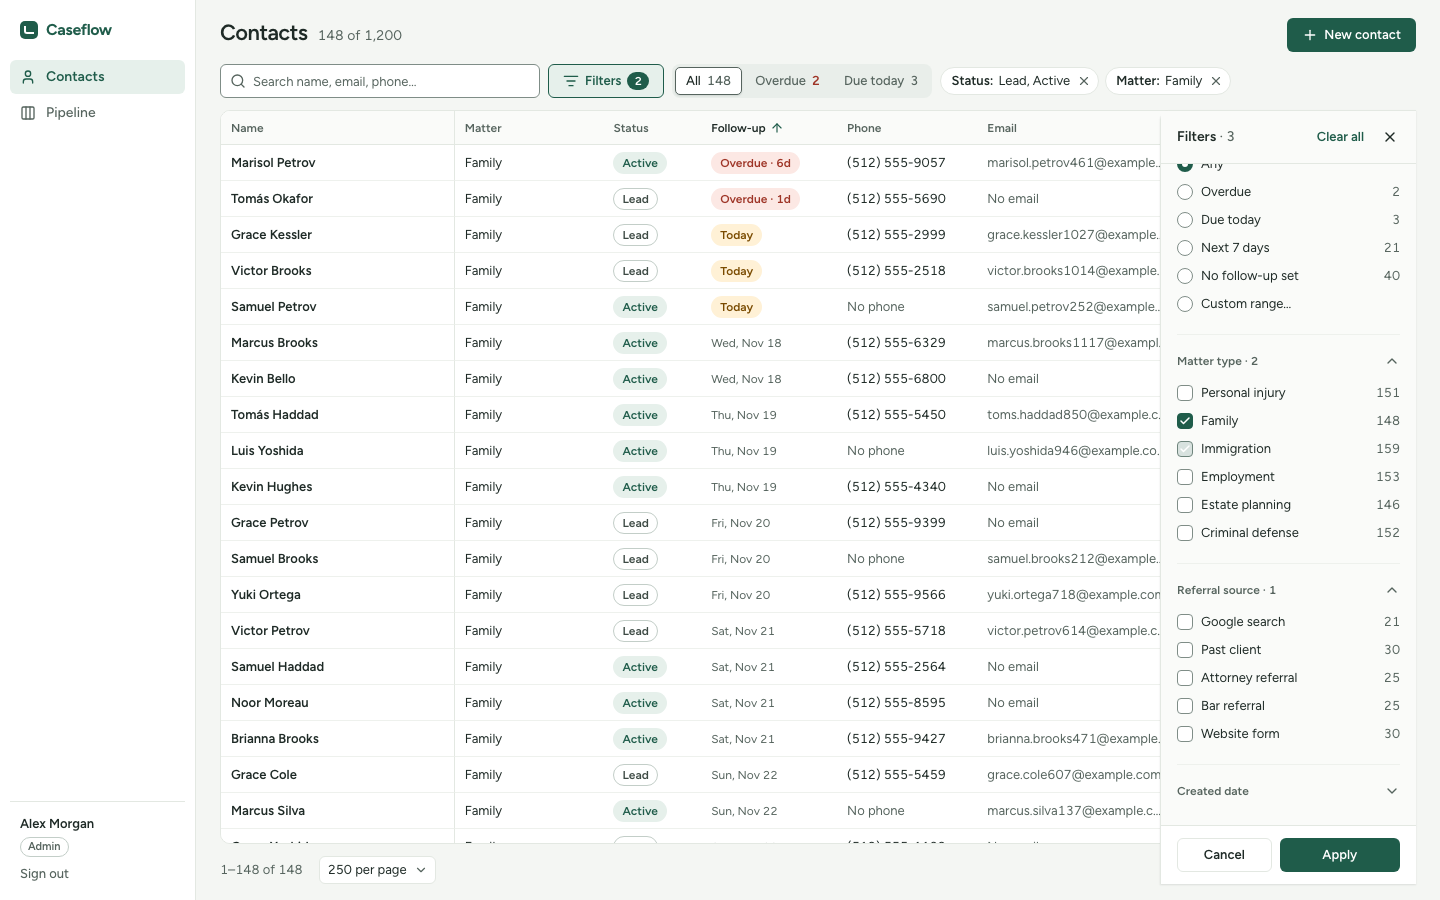 Caseflow
Contacts
Pipeline
Alex Morgan
Admin
Sign out
Contacts 148 of 1,200
New contact
Search name, email, phone...
Filters 2
All 148
Overdue 2
Due today 3
Status: Lead, Active
Matter: Family
Name Matter Status Follow-up Phone Email
Marisol Petrov Family Active Overdue · 6d (512) 555-9057 marisol.petrov461@example...
Tomás Okafor Family Lead Overdue · 1d (512) 555-5690 No email
Grace Kessler Family Lead Today (512) 555-2999 grace.kessler1027@example...
Victor Brooks Family Lead Today (512) 555-2518 victor.brooks1014@example.
Samuel Petrov Family Active Today No phone samuel.petrov252@example.
Marcus Brooks Family Active Wed, Nov 18 (512) 555-6329 marcus.brooks1117@exampl.
Kevin Bello Family Active Wed, Nov 18 (512) 555-6800 No email
Tomás Haddad Family Active Thu, Nov 19 (512) 555-5450 toms.haddad850@example.c...
Luis Yoshida Family Active Thu, Nov 19 No phone luis.yoshida946@example.co...
Kevin Hughes Family Active Thu, Nov 19 (512) 555-4340 No email
Grace Petrov Family Lead Fri, Nov 20 (512) 555-9399 No email
Samuel Brooks Family Lead Fri, Nov 20 No phone samuel.brooks212@example.
Yuki Ortega Family Lead Fri, Nov 20 (512) 555-9566 yuki.ortega718@example.com
Victor Petrov Family Lead Sat, Nov 21 (512) 555-5718 victor.petrov614@example.c...
Samuel Haddad Family Active Sat, Nov 21 (512) 555-2564 No email
Noor Moreau Family Active Sat, Nov 21 (512) 555-8595 No email
Brianna Brooks Family Active Sat, Nov 21 (512) 555-9427 brianna.brooks471@example.
Grace Cole Family Lead Sun, Nov 22 (512) 555-5459 grace.cole607@example.com
Marcus Silva Family Active Sun, Nov 22 No phone marcus.silva137@example.c...
1–148 of 148
250 per page
Filters · 3
Clear all
Any
Overdue 2
Due today 3
Next 7 days 21
No follow-up set 40
Custom range...
Matter type · 2
Personal injury 151
Family 148
Immigration 159
Employment 153
Estate planning 146
Criminal defense 152
Referral source · 1
Google search 21
Past client 30
Attorney referral 25
Bar referral 25
Website form 30
Created date
Cancel
Apply